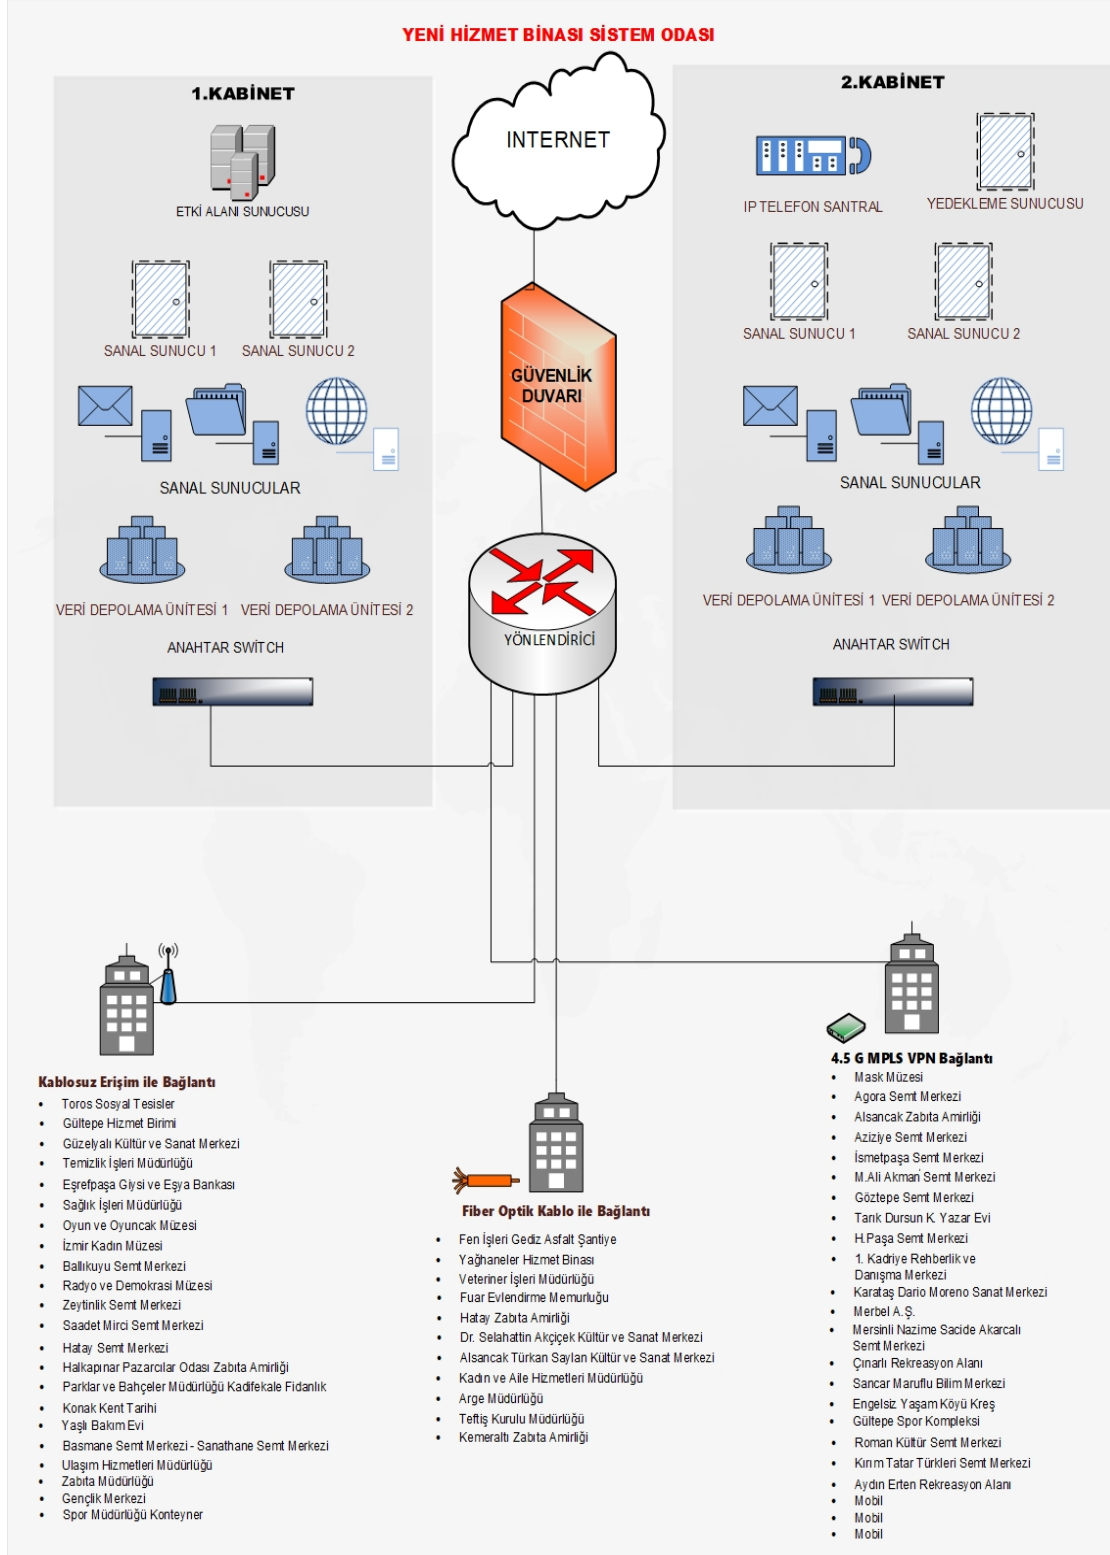 YENİ HİZMET BİNASI SİSTEM ODASI
1.KABİNET
ETKİ ALANI SUNUCUSU
SANAL SUNUCU 1
SANAL SUNUCU 2
SANAL SUNUCULAR
VERİ DEPOLAMA ÜNİTESİ 1
VERİ DEPOLAMA ÜNİTESİ 2
ANAHTAR SWİTCH
INTERNET
GÜVENLİK
DUVARI
YÖNLENDİRİCİ
2.KABİNET
IP TELEFON SANTRAL
YEDEKLEME SUNUCUSU
SANAL SUNUCU 1
SANAL SUNUCU 2
SANAL SUNUCULAR
VERİ DEPOLAMA ÜNİTESİ 1
VERİ DEPOLAMA ÜNİTESİ 2
ANAHTAR SWİTCH
Kablosuz Erişim ile Bağlantı
• Toros Sosyal Tesisler
• Gültepe Hizmet Birimi
• Güzelyalı Kültür ve Sanat Merkezi
• Temizlik İşleri Müdürlüğü
• Eşrefpaşa Giysi ve Eşya Bankası
• Sağlık İşleri Müdürlüğü
• Oyun ve Oyuncak Müzesi
• İzmir Kadın Müzesi
• Ballıkuyu Semt Merkezi
• Radyo ve Demokrasi Müzesi
• Zeytinlik Semt Merkezi
• Saadet Mirci Semt Merkezi
• Hatay Semt Merkezi
• Halkapınar Pazarcılar Odası Zabıta Amirliği
• Parklar ve Bahçeler Müdürlüğü Kadifekale Fidanlık
• Konak Kent Tarihi
• Yaşlı Bakım Evi
• Basmane Semt Merkezi - Sanathane Semt Merkezi
• Ulaşım Hizmetleri Müdürlüğü
• Zabıta Müdürlüğü
• Gençlik Merkezi
• Spor Müdürlüğü Konteyner
Fiber Optik Kablo ile Bağlantı
• Fen İşleri Gediz Asfalt Şantiye
• Yağhaneler Hizmet Binası
• Veteriner İşleri Müdürlüğü
• Fuar Evlendirme Memurluğu
• Hatay Zabıta Amirliği
• Dr. Selahattin Akçiçek Kültür ve Sanat Merkezi
• Alsancak Türkan Saylan Kültür ve Sanat Merkezi
• Kadın ve Aile Hizmetleri Müdürlüğü
• Arge Müdürlüğü
• Teftiş Kurulu Müdürlüğü
• Kemeraltı Zabıta Amirliği
4.5 G MPLS VPN Bağlantı
• Mask Müzesi
• Agora Semt Merkezi
• Alsancak Zabıta Amirliği
• Aziziye Semt Merkezi
• İsmetpaşa Semt Merkezi
• M.Ali Akman Semt Merkezi
• Göztepe Semt Merkezi
• Tarık Dursun K. Yazar Evi
• H.Paşa Semt Merkezi
• 1. Kadriye Rehberlik ve
Danışma Merkezi
• Karataş Dario Moreno Sanat Merkezi
• Merbel A.Ş.
• Mersinli Nazime Sacide Akarcalı
Semt Merkezi
• Çınarlı Rekreasyon Alanı
• Sancar Maruflu Bilim Merkezi
• Engelsiz Yaşam Köyü Kreş
• Gültepe Spor Kompleksi
• Roman Kültür Semt Merkezi
• Kırım Tatar Türkleri Semt Merkezi
• Aydın Erten Rekreasyon Alanı
• Mobil
• Mobil
• Mobil